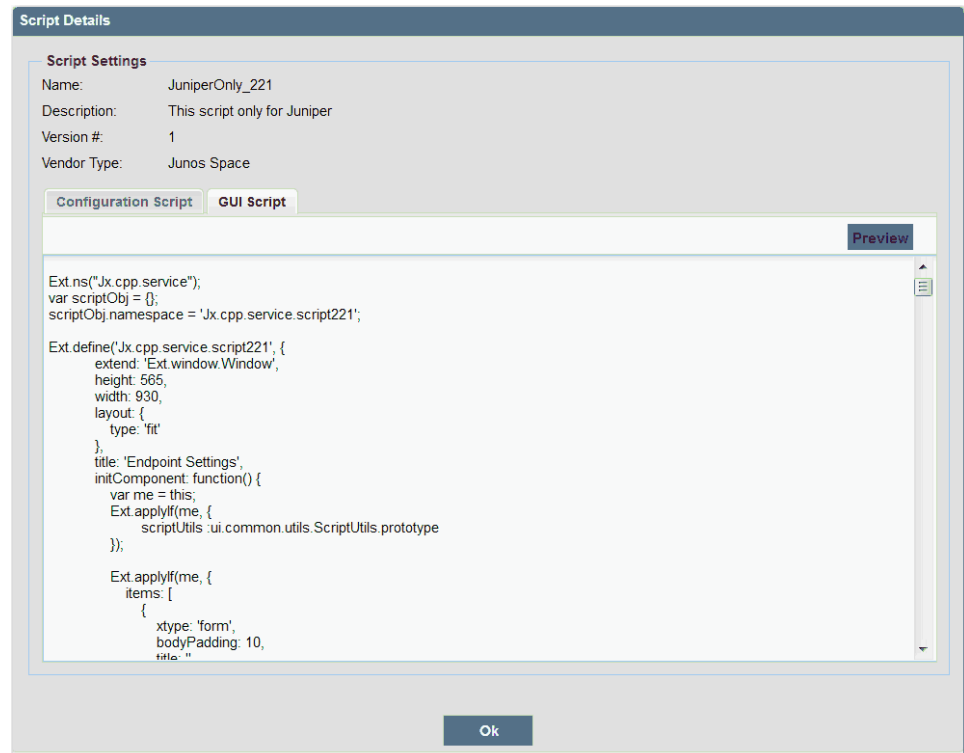 Script Details
Script Settings
Name: JuniperOnly_221
Description: This script only for Juniper
Version #: 1
Vendor Type: Junos Space
Configuration Script GUI Script
Preview
Ext.ns("Jx.cpp.service");
var scriptObj = {};
scriptObj.namespace = 'Jx.cpp.service.script221';
Ext.define('Jx.cpp.service.script221', {
extend: 'Ext.window.Window',
height: 565,
width: 930,
layout: {
type: 'fit'
},
title: 'Endpoint Settings',
initComponent: function() {
var me = this;
Ext.applyIf(me, {
scriptUtils :ui.common.utils.ScriptUtils.prototype
});
Ext.applyIf(me, {
items: [
{
xtype: 'form',
bodyPadding: 10,
title: ''
Ok